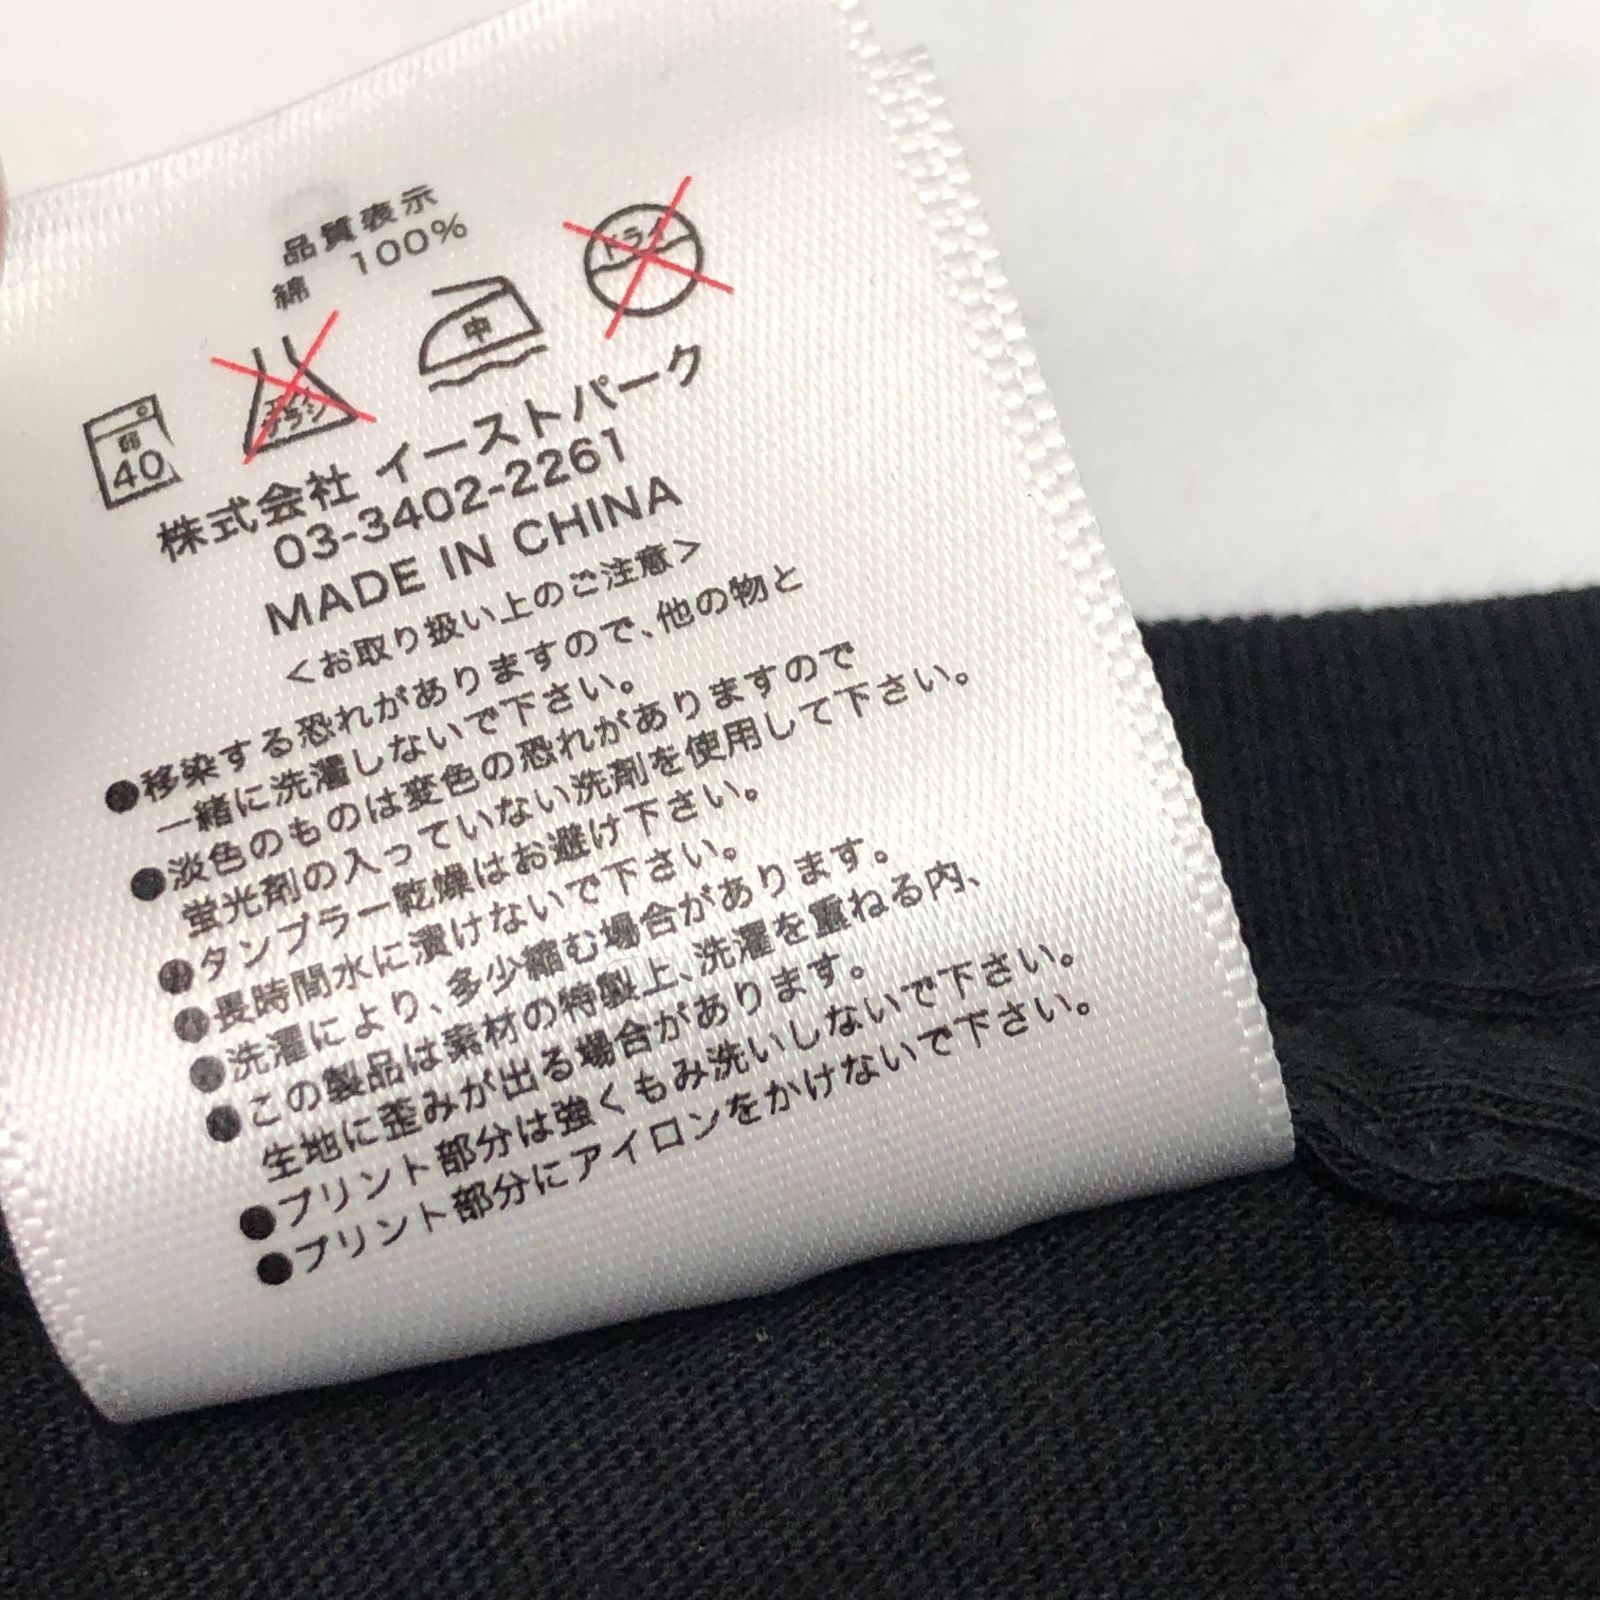 品質表示
綿 100%
ドライ
中
40
株式会社 イーストパーク
03-3402-2261
MADE IN CHINA
<お取り扱い上のご注意>
●移染する恐れがありますので、他の物と
一緒に洗濯しないで下さい。
●淡色のものは変色の恐れがありますので
蛍光剤の入っていない洗剤を使用して下さい。
●タンブラー乾燥はお避け下さい。
●長時間水に漬けないで下さい。
●洗濯により、多少縮む場合があります。
●この製品は素材の特製上、洗濯を重ねる内、
生地に歪みが出る場合があります。
●プリント部分は強くもみ洗いしないで下さい。
●プリント部分にアイロンをかけないで下さい。